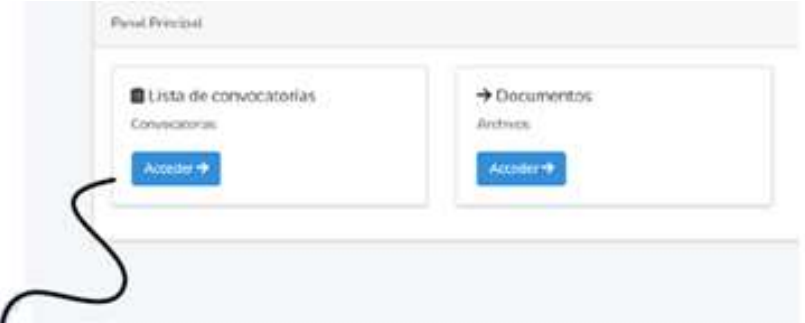 Panel Principal
Lista de convocatorias
Convocatorias
Acceder
Documentos
Archivos
Acceder